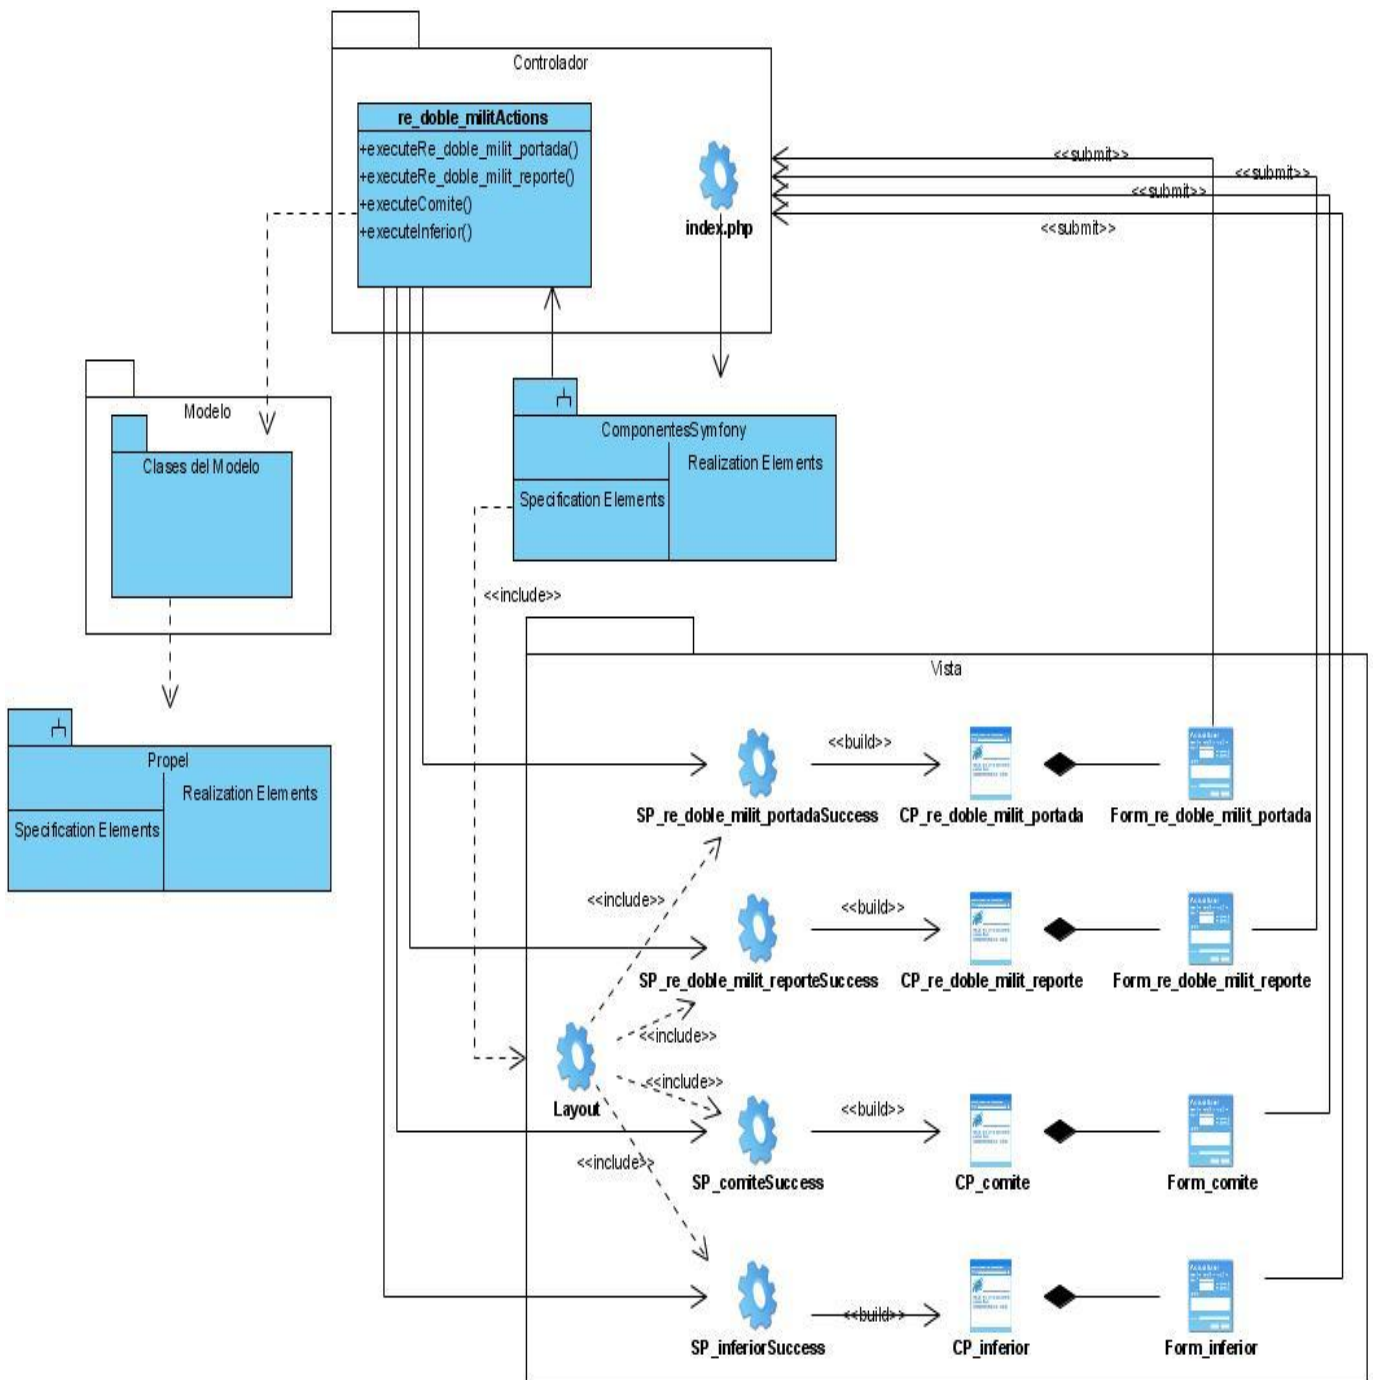 Controlador
re_doble_militActions
+executeRe_doble_milit_portada()
+executeRe_doble_milit_reporte()
+executeComite()
+executeInferior()
index.php
<<submit>>
<<submit>>
<<submit>>
<<submit>>
Modelo
Clases del Modelo
ComponentesSymfony
Realization Elements
Specification Elements
<<include>>
Propel
Realization Elements
Specification Elements
Vista
<<build>>
SP_re_doble_milit_portadaSuccess
CP_re_doble_milit_portada
Form_re_doble_milit_portada
<<include>>
<<build>>
SP_re_doble_milit_reporteSuccess
CP_re_doble_milit_reporte
Form_re_doble_milit_reporte
<<include>>
<<include>>
Layout
<<build>>
<<include>>
SP_comiteSuccess
CP_comite
Form_comite
<<build>>
SP_inferiorSuccess
CP_inferior
Form_inferior